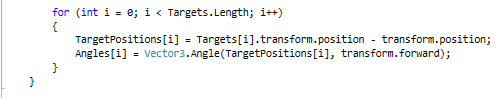 for (int i = 0; i < Targets.Length; i++)
{
TargetPositions[i] = Targets[i].transform.position - transform.position;
Angles[i] = Vector3.Angle(TargetPositions[i], transform.forward);
}
}